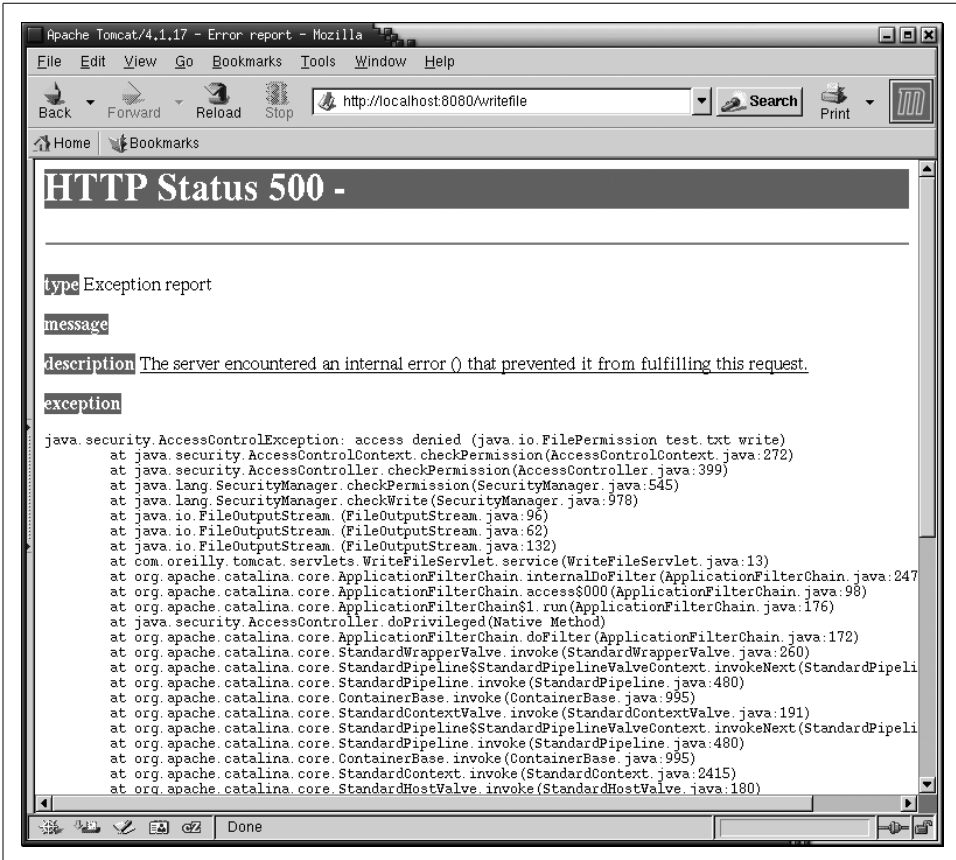 Apache Tomcat/4.1.17 - Error report - Mozilla
File Edit View Go Bookmarks Tools Window Help
Back Forward Reload Stop http://localhost:8080/writefile Search Print
Home Bookmarks
HTTP Status 500 -
type Exception report
message
description The server encountered an internal error () that prevented it from fulfilling this request.
exception
java.security.AccessControlException: access denied (java.io.FilePermission test.txt write)
at java.security.AccessControlContext.checkPermission(AccessControlContext.java:272)
at java.security.AccessController.checkPermission(AccessController.java:399)
at java.lang.SecurityManager.checkPermission(SecurityManager.java:545)
at java.lang.SecurityManager.checkWrite(SecurityManager.java:978)
at java.io.FileOutputStream.(FileOutputStream.java:96)
at java.io.FileOutputStream.(FileOutputStream.java:62)
at java.io.FileOutputStream.(FileOutputStream.java:132)
at com.oreilly.tomcat.servlets.WriteFileServlet.service(WriteFileServlet.java:13)
at org.apache.catalina.core.ApplicationFilterChain.internalDoFilter(ApplicationFilterChain.java:247
at org.apache.catalina.core.ApplicationFilterChain.access$000(ApplicationFilterChain.java:98)
at org.apache.catalina.core.ApplicationFilterChain$1.run(ApplicationFilterChain.java:176)
at java.security.AccessController.doPrivileged(Native Method)
at org.apache.catalina.core.ApplicationFilterChain.doFilter(ApplicationFilterChain.java:172)
at org.apache.catalina.core.StandardWrapperValve.invoke(StandardWrapperValve.java:260)
at org.apache.catalina.core.StandardPipeline$StandardPipelineValveContext.invokeNext(StandardPipeli
at org.apache.catalina.core.StandardPipeline.invoke(StandardPipeline.java:480)
at org.apache.catalina.core.ContainerBase.invoke(ContainerBase.java:995)
at org.apache.catalina.core.StandardContextValve.invoke(StandardContextValve.java:191)
at org.apache.catalina.core.StandardPipeline$StandardPipelineValveContext.invokeNext(StandardPipeli
at org.apache.catalina.core.StandardPipeline.invoke(StandardPipeline.java:480)
at org.apache.catalina.core.ContainerBase.invoke(ContainerBase.java:995)
at org.apache.catalina.core.StandardContext.invoke(StandardContext.java:2415)
at org.apache.catalina.core.StandardHostValve.invoke(StandardHostValve.java:180)
Done